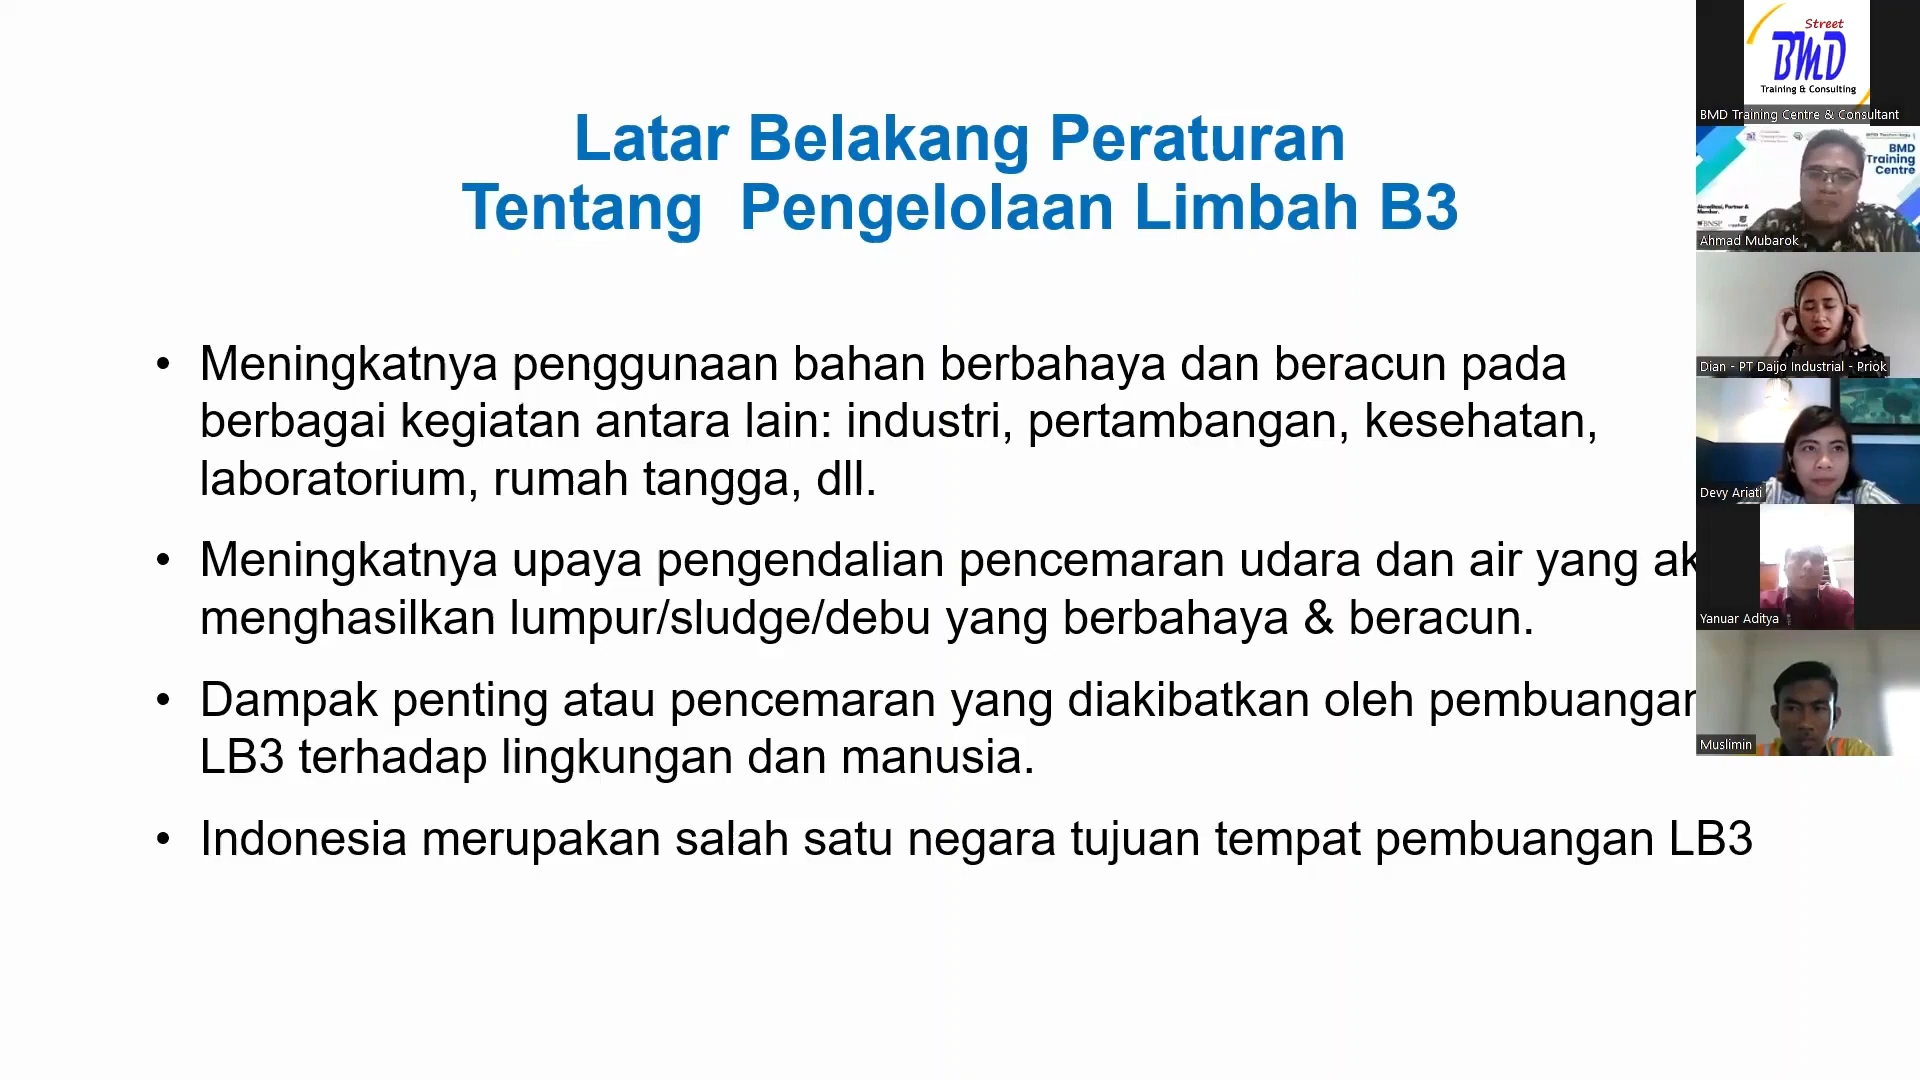 Latar Belakang Peraturan
Tentang Pengelolaan Limbah B3
• Meningkatnya penggunaan bahan berbahaya dan beracun pada
berbagai kegiatan antara lain: industri, pertambangan, kesehatan,
laboratorium, rumah tangga, dll.
• Meningkatnya upaya pengendalian pencemaran udara dan air yang ak
menghasilkan lumpur/sludge/debu yang berbahaya & beracun.
• Dampak penting atau pencemaran yang diakibatkan oleh pembuangan
LB3 terhadap lingkungan dan manusia.
• Indonesia merupakan salah satu negara tujuan tempat pembuangan LB3
Street
BMD
Training & Consulting
BMD Training Centre & Consultant
BMD
Training
Centre
Akreditasi, Partner &
Member.
BNSP
Ahmad Mubarok
Dian - PT Daijo Industrial - Priok
Devy Ariati
Yanuar Aditya
Muslimin